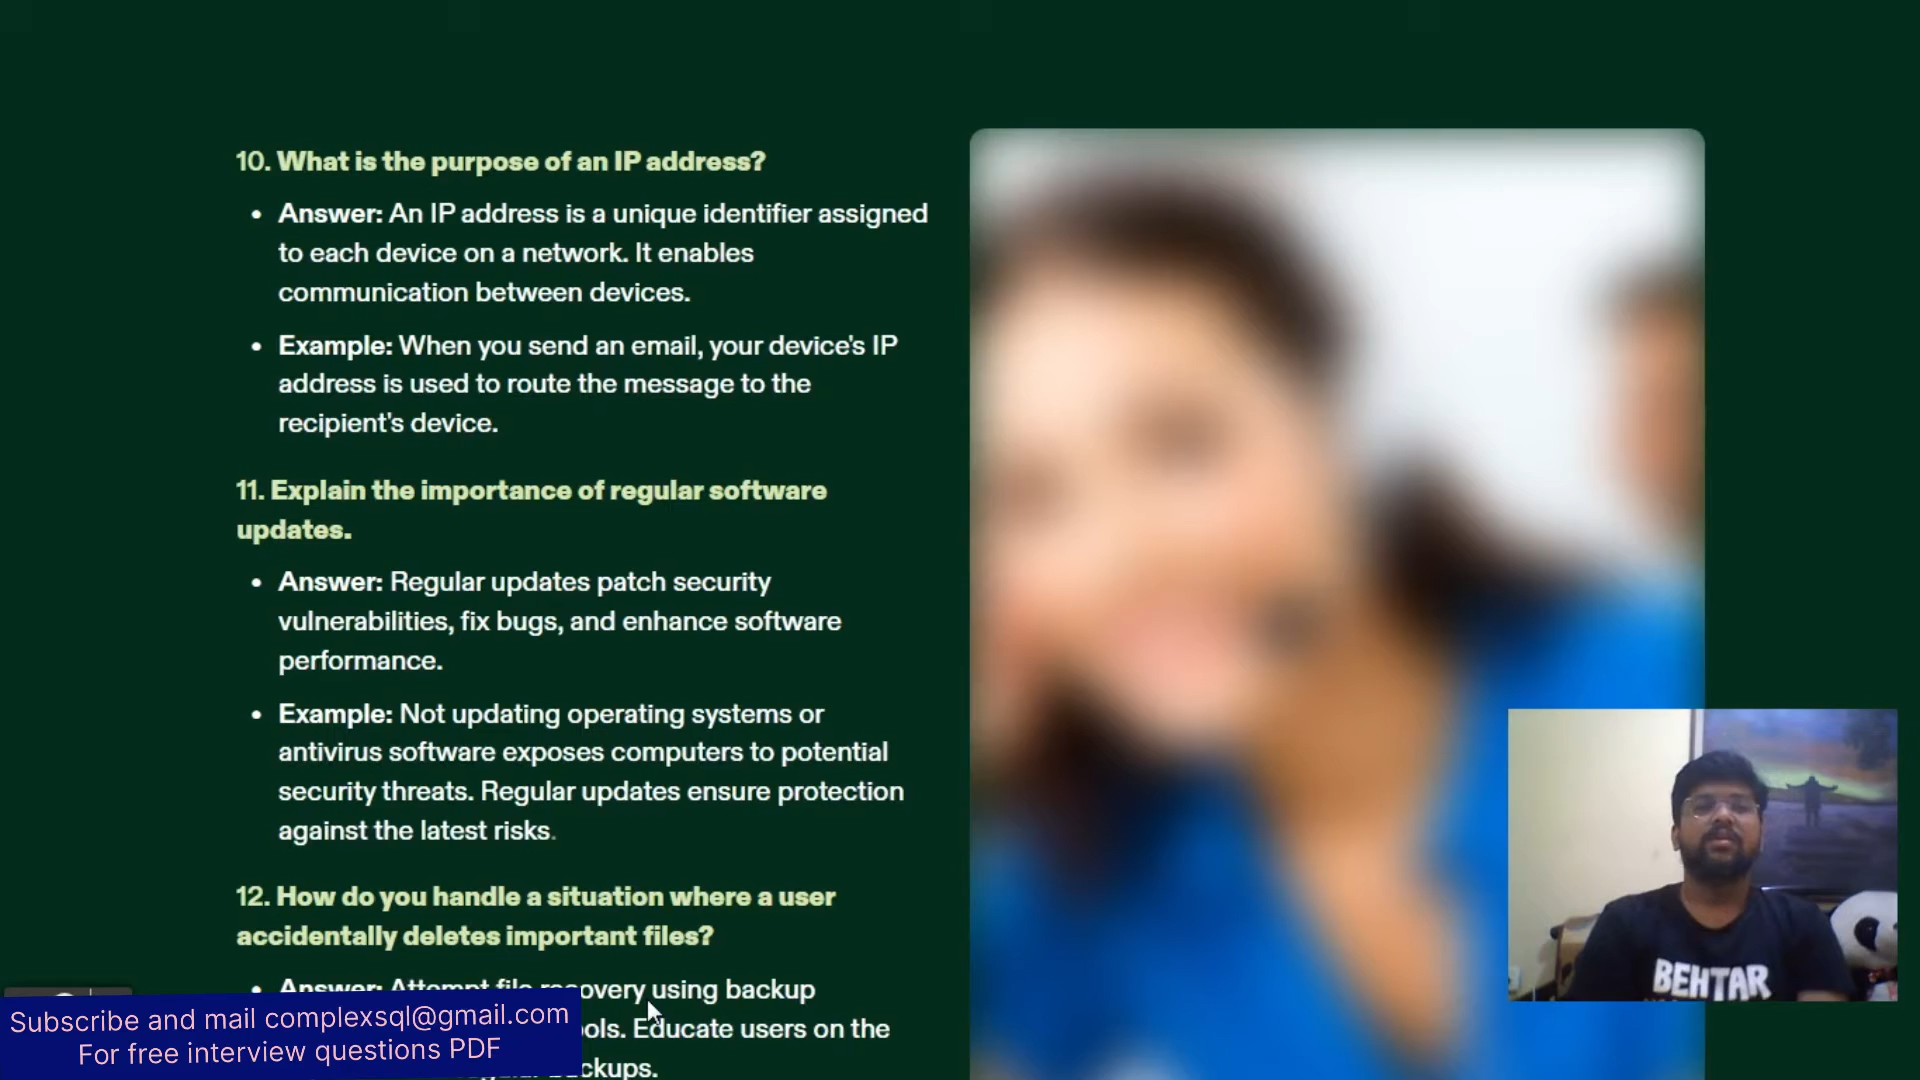 10. What is the purpose of an IP address?
• Answer: An IP address is a unique identifier assigned
to each device on a network. It enables
communication between devices.
• Example: When you send an email, your device's IP
address is used to route the message to the
recipient's device.
11. Explain the importance of regular software
updates.
• Answer: Regular updates patch security
vulnerabilities, fix bugs, and enhance software
performance.
• Example: Not updating operating systems or
antivirus software exposes computers to potential
security threats. Regular updates ensure protection
against the latest risks.
12. How do you handle a situation where a user
accidentally deletes important files?
• Answer: Attempt file recovery using backup
Educate users on the
Subscribe and mail complexsql@gmail.com
For free interview questions PDF
BEHTAR